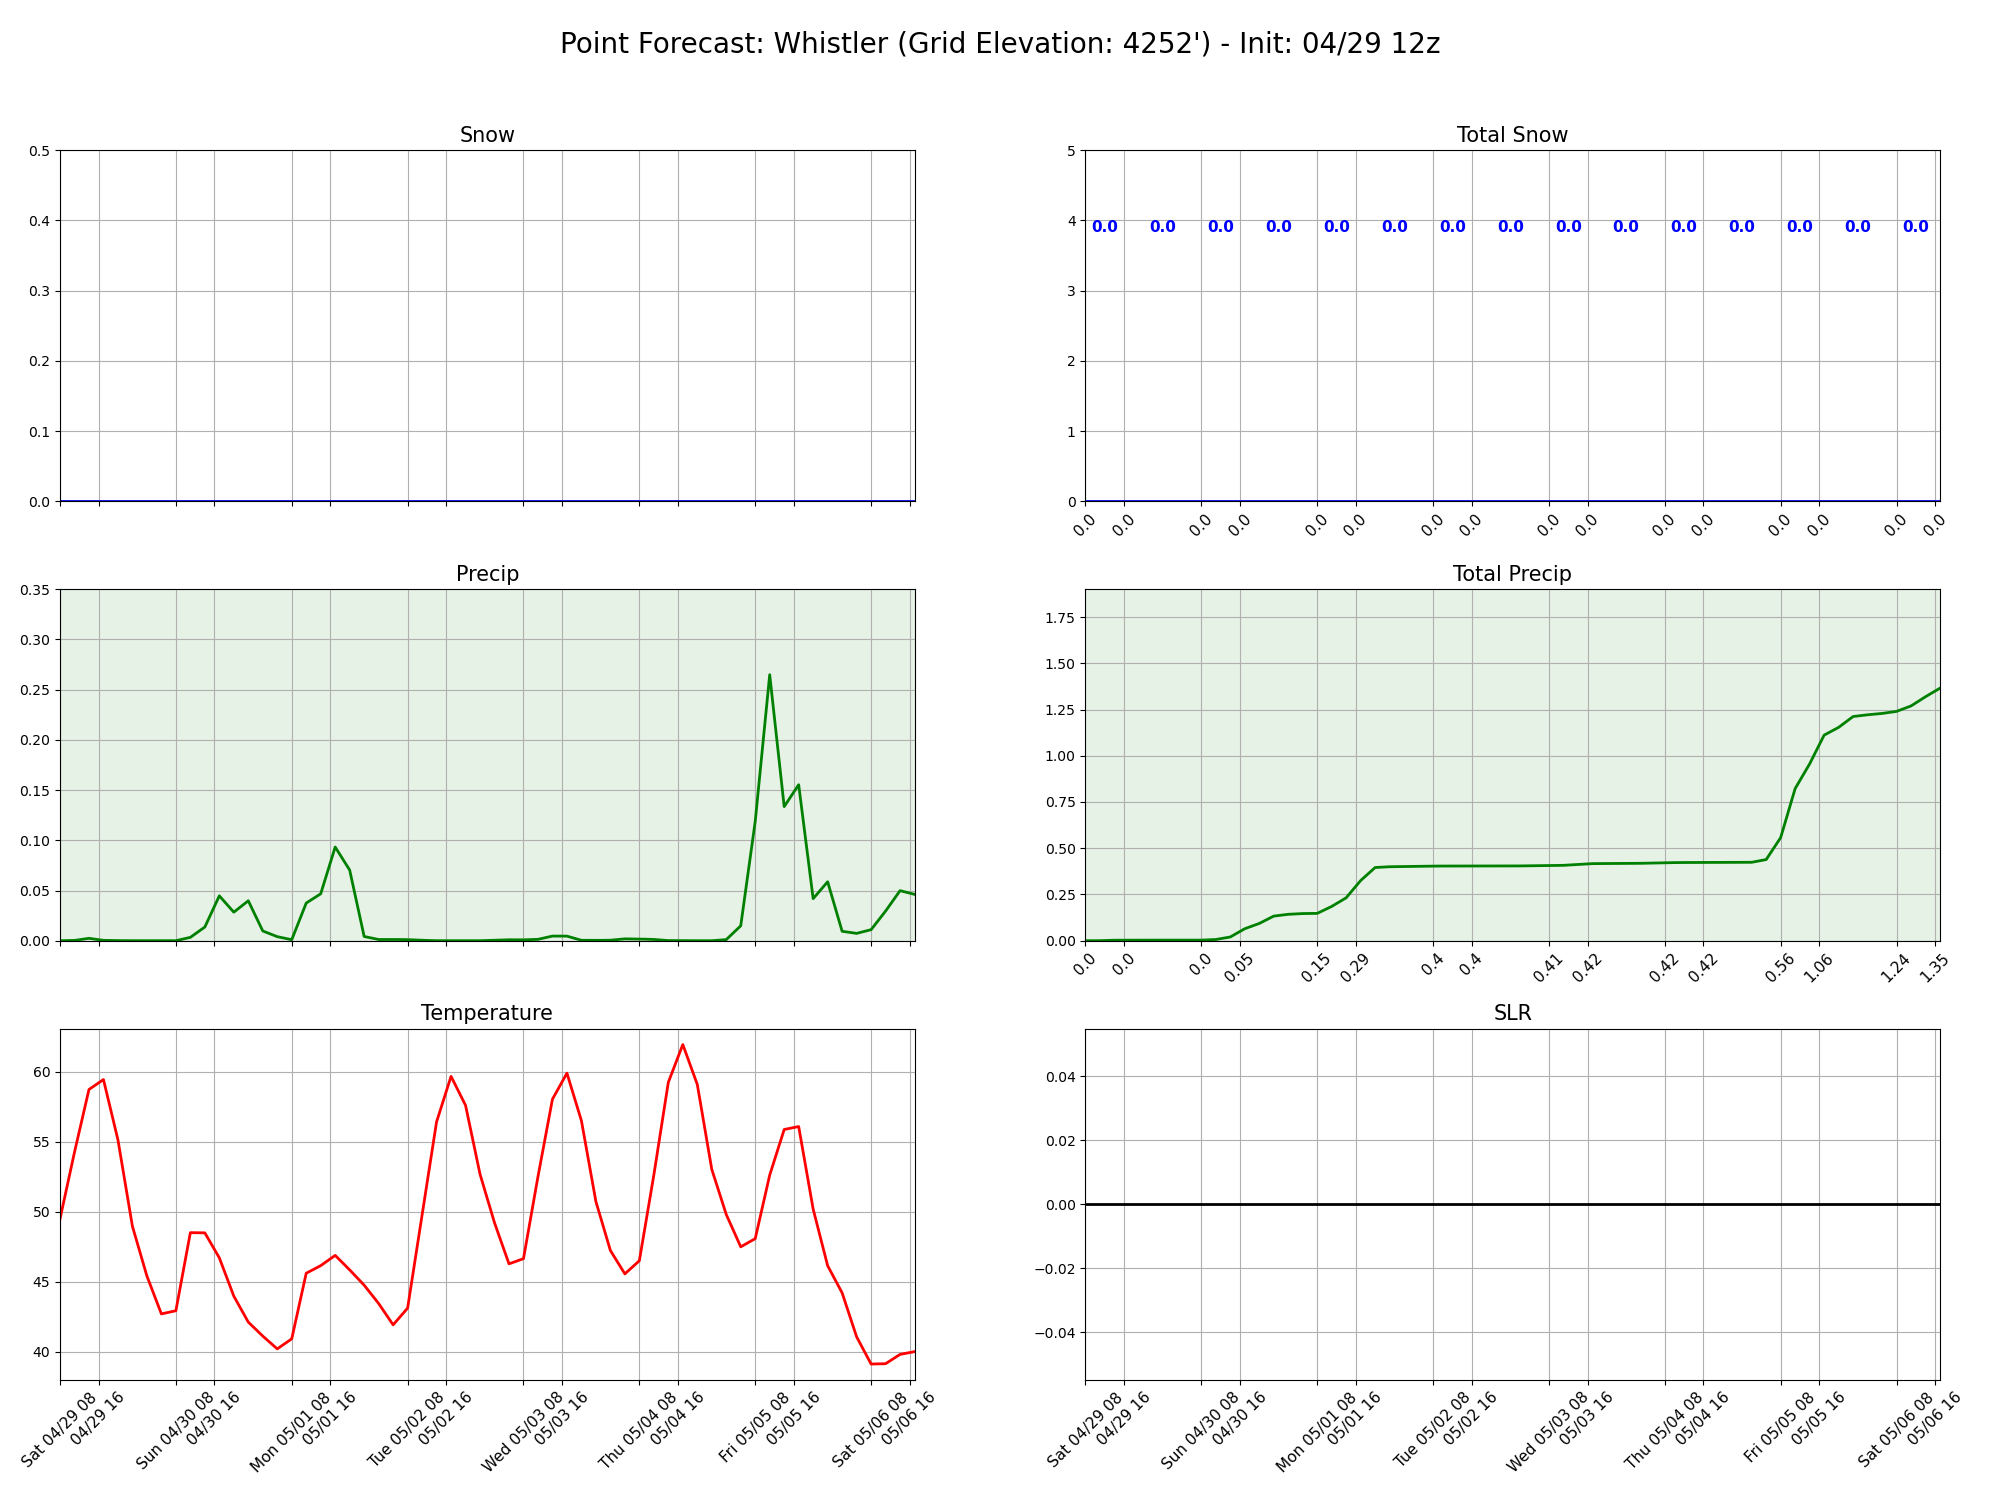 Point Forecast: Whistler (Grid Elevation: 4252') - Init: 04/29 12z
Snow
0.5
0.4
0.3
0.2
0.1
0.0
Total Snow
5
4
3
2
1
0
0.0 0.0 0.0 0.0 0.0 0.0 0.0 0.0 0.0 0.0 0.0 0.0 0.0 0.0 0.0
0.0 0.0 0.0 0.0 0.0 0.0 0.0 0.0 0.0 0.0 0.0 0.0 0.0 0.0 0.0 0.0
Precip
0.35
0.30
0.25
0.20
0.15
0.10
0.05
0.00
Total Precip
1.75
1.50
1.25
1.00
0.75
0.50
0.25
0.00
0.0 0.0 0.0 0.05 0.15 0.29 0.4 0.4 0.41 0.42 0.42 0.42 0.56 1.06 1.24 1.35
Temperature
60
55
50
45
40
Sat 04/29 08
04/29 16
Sun 04/30 08
04/30 16
Mon 05/01 08
05/01 16
Tue 05/02 08
05/02 16
Wed 05/03 08
05/03 16
Thu 05/04 08
05/04 16
Fri 05/05 08
05/05 16
Sat 05/06 08
05/06 16
SLR
0.04
0.02
0.00
−0.02
−0.04
Sat 04/29 08
04/29 16
Sun 04/30 08
04/30 16
Mon 05/01 08
05/01 16
Tue 05/02 08
05/02 16
Wed 05/03 08
05/03 16
Thu 05/04 08
05/04 16
Fri 05/05 08
05/05 16
Sat 05/06 08
05/06 16